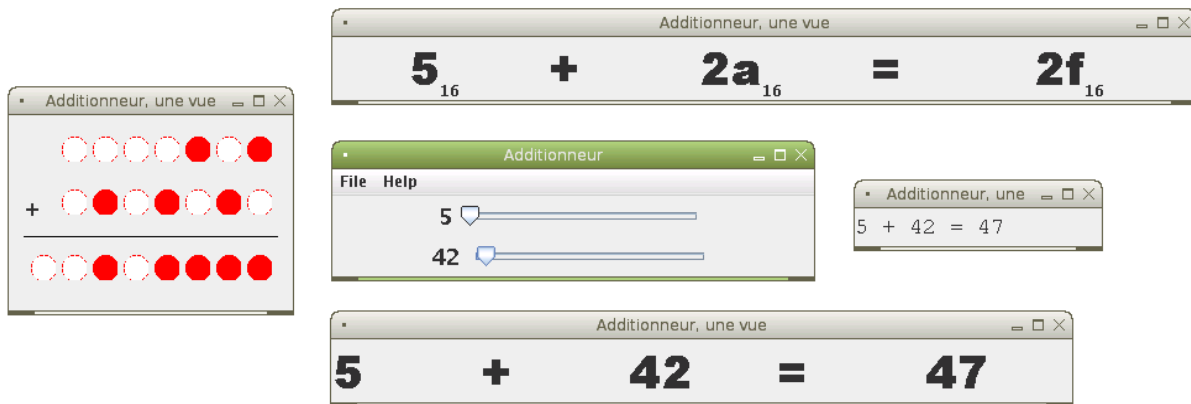 Additionneur, une vue
5₁₆ + 2a₁₆ = 2f₁₆
Additionneur, une vue
+
Additionneur
File Help
5
42
Additionneur, une
5 + 42 = 47
Additionneur, une vue
5 + 42 = 47